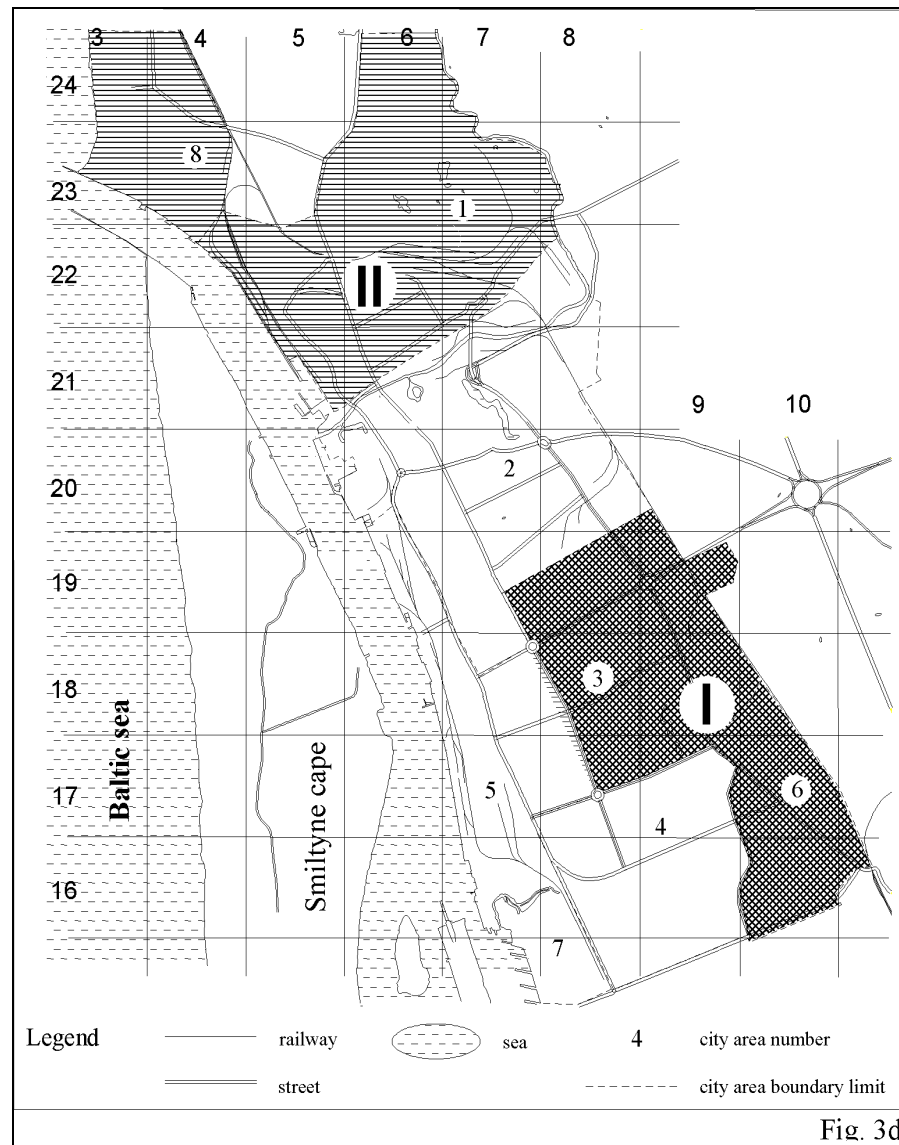 3 4 5 6 7 8
24
8
23
1
22
II
21
9 10
2
20
19
3
18
I
Baltic sea
Smiltyne cape
17
5
6
4
16
7
Legend
railway
sea
4 city area number
street
city area boundary limit
Fig. 3d